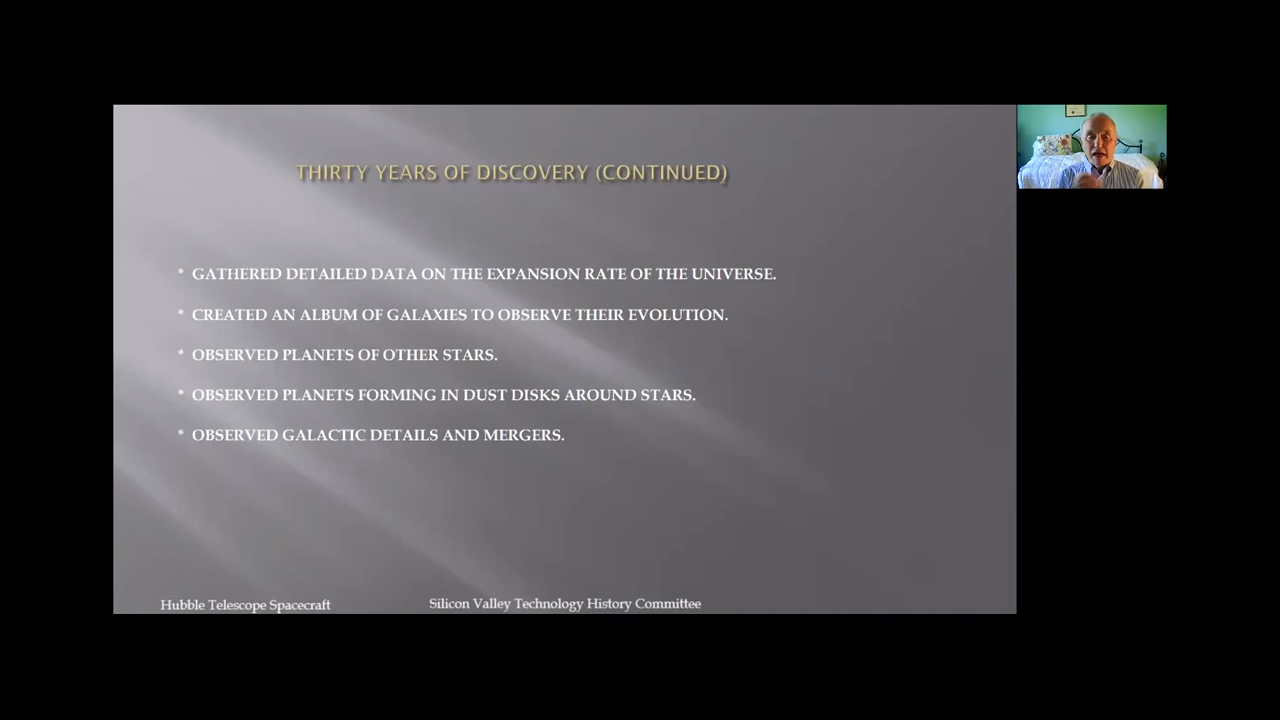 THIRTY YEARS OF DISCOVERY (CONTINUED)
* GATHERED DETAILED DATA ON THE EXPANSION RATE OF THE UNIVERSE.
* CREATED AN ALBUM OF GALAXIES TO OBSERVE THEIR EVOLUTION.
* OBSERVED PLANETS OF OTHER STARS.
* OBSERVED PLANETS FORMING IN DUST DISKS AROUND STARS.
* OBSERVED GALACTIC DETAILS AND MERGERS.
Hubble Telescope Spacecraft
Silicon Valley Technology History Committee